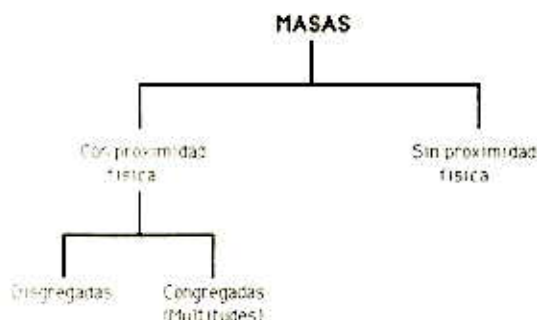 MASAS
Con proximidad
física
Sin proximidad
física
Disgregadas
Congregadas
(Multitudes)